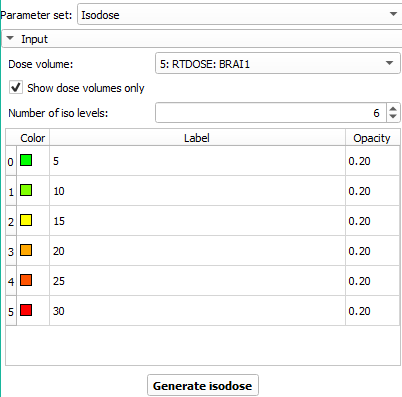 Parameter set: Isodose
Input
Dose volume: 5: RTDOSE: BRAI1
Show dose volumes only
Number of iso levels: 6
Color Label Opacity
0 5 0.20
1 10 0.20
2 15 0.20
3 20 0.20
4 25 0.20
5 30 0.20
Generate isodose